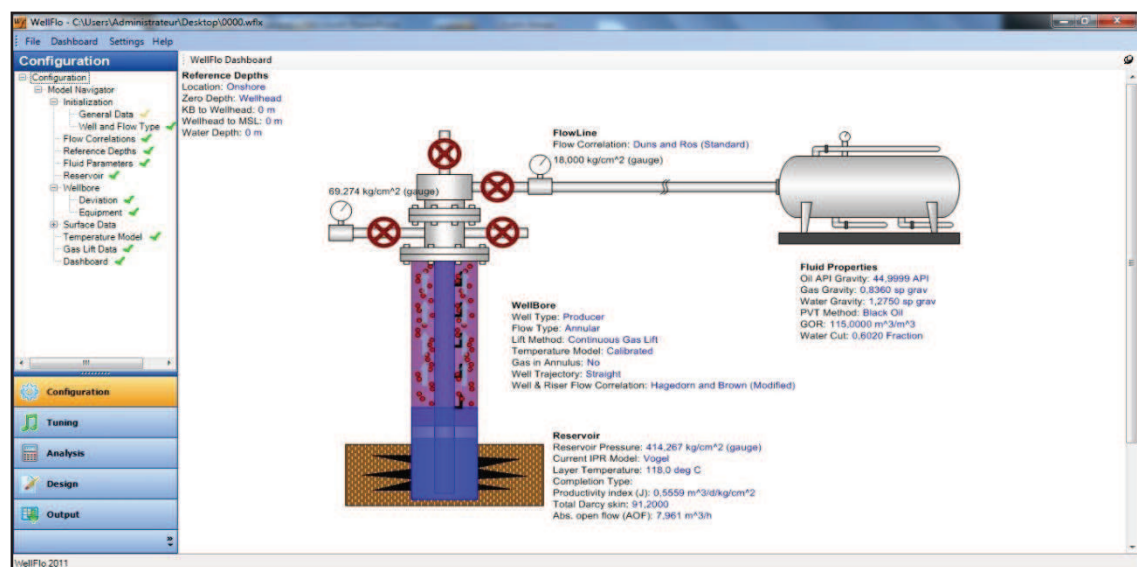 WellFlo - C:\Users\Administrateur\Desktop\0000.wflx
File Dashboard Settings Help
Configuration
Configuration
Model Navigator
Initialization
General Data
Well and Flow Type
Flow Correlations
Reference Depths
Fluid Parameters
Reservoir
Wellbore
Deviation
Equipment
Surface Data
Temperature Model
Gas Lift Data
Dashboard
Configuration
Tuning
Analysis
Design
Output
WellFlo 2011
WellFlo Dashboard
Reference Depths
Location: Onshore
Zero Depth: Wellhead
KB to Wellhead: 0 m
Wellhead to MSL: 0 m
Water Depth: 0 m
FlowLine
Flow Correlation: Duns and Ros (Standard)
18,000 kg/cm^2 (gauge)
69,274 kg/cm^2 (gauge)
Fluid Properties
Oil API Gravity: 44,9999 API
Gas Gravity: 0,8360 sp grav
Water Gravity: 1,2750 sp grav
PVT Method: Black Oil
GOR: 115,0000 m^3/m^3
Water Cut: 0,6020 Fraction
WellBore
Well Type: Producer
Flow Type: Annular
Lift Method: Continuous Gas Lift
Temperature Model: Calibrated
Gas in Annulus: No
Well Trajectory: Straight
Well & Riser Flow Correlation: Hagedorn and Brown (Modified)
Reservoir
Reservoir Pressure: 414,267 kg/cm^2 (gauge)
Current IPR Model: Vogel
Layer Temperature: 118,0 deg C
Completion Type:
Productivity index (J): 0,5559 m^3/d/kg/cm^2
Total Darcy skin: 91,2000
Abs. open flow (AOF): 7,961 m^3/h